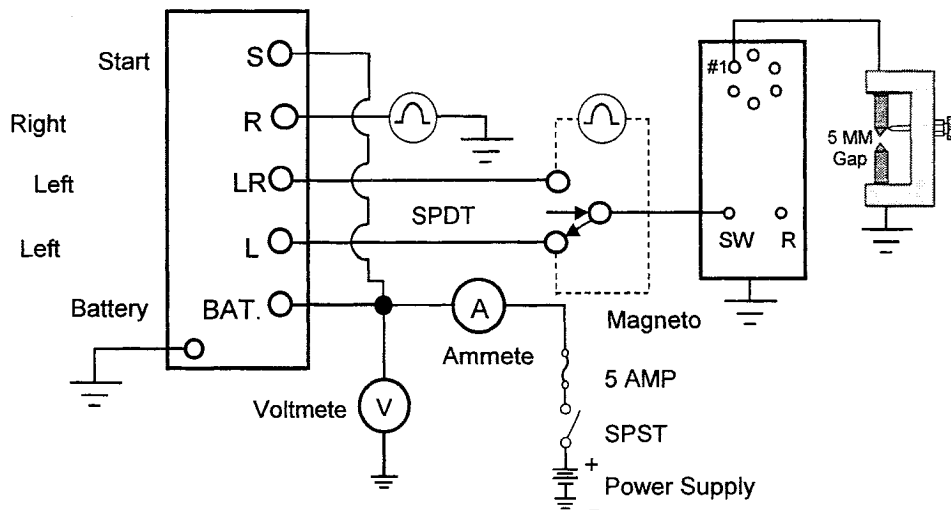 Start S
Right R
Left LR
SPDT
Left L
Battery BAT.
A
Ammete
Voltmete V
#1
5 MM
Gap
SW R
Magneto
5 AMP
SPST
+
Power Supply